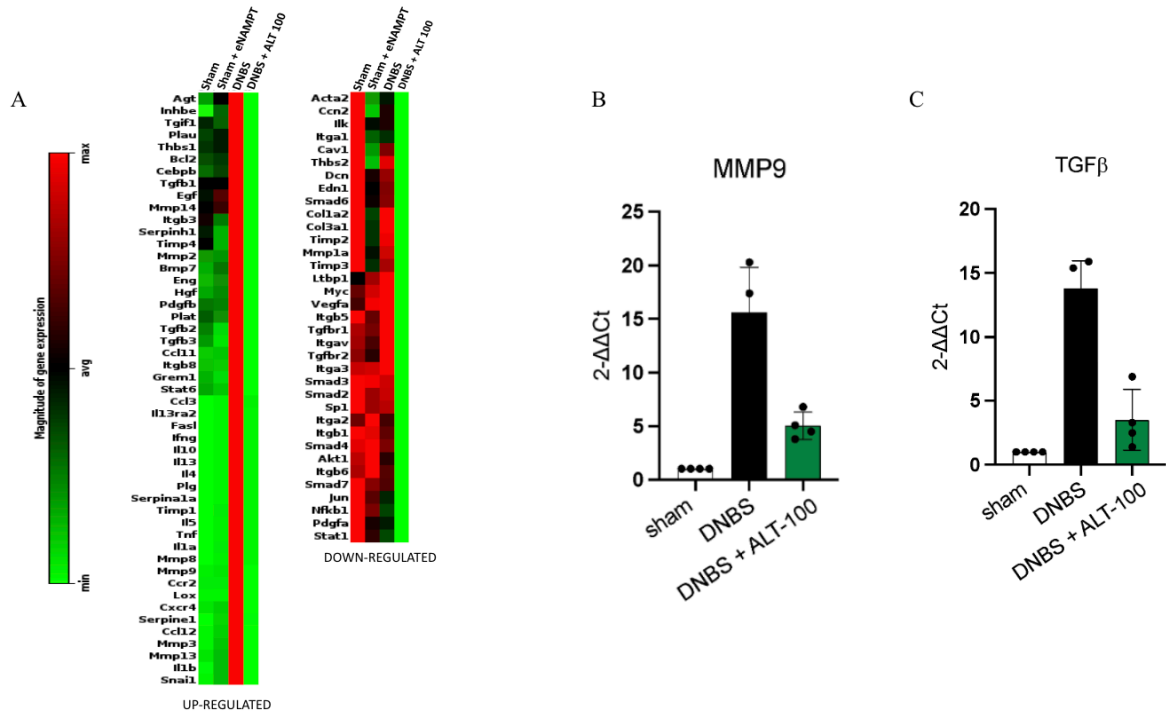 A
Sham
Sham + eNAMPT
DNBS
DNBS + ALT 100
Magnitude of gene expression
max
avg
min
Agt
Inhbe
Tgif1
Plau
Thbs1
Bcl2
Cebpb
Tgfb1
Egf
Mmp14
Itgb3
Serpinh1
Timp4
Mmp2
Bmp7
Eng
Hgf
Pdgfb
Plat
Tgfb2
Tgfb3
Ccl11
Itgb8
Grem1
Stat6
Ccl3
Il13ra2
Fasl
Ifng
Il10
Il13
Il4
Plg
Serpina1a
Timp1
Il5
Tnf
Il1a
Mmp8
Mmp9
Ccr2
Lox
Cxcr4
Serpine1
Ccl12
Mmp3
Mmp13
Il1b
Snai1
UP-REGULATED
Sham
Sham + eNAMPT
DNBS
DNBS + ALT 100
Acta2
Ccn2
Ilk
Itga1
Cav1
Thbs2
Dcn
Edn1
Smad6
Col1a2
Col3a1
Timp2
Mmp1a
Timp3
Ltbp1
Myc
Vegfa
Itgb5
Tgfbr1
Itgav
Tgfbr2
Itga3
Smad3
Smad2
Sp1
Itga2
Itgb1
Smad4
Akt1
Itgb6
Smad7
Jun
Nfkb1
Pdgfa
Stat1
DOWN-REGULATED
B
MMP9
2-ΔΔCt
25
20
15
10
5
0
sham
DNBS
DNBS + ALT-100
C
TGFβ
2-ΔΔCt
20
15
10
5
0
sham
DNBS
DNBS + ALT-100